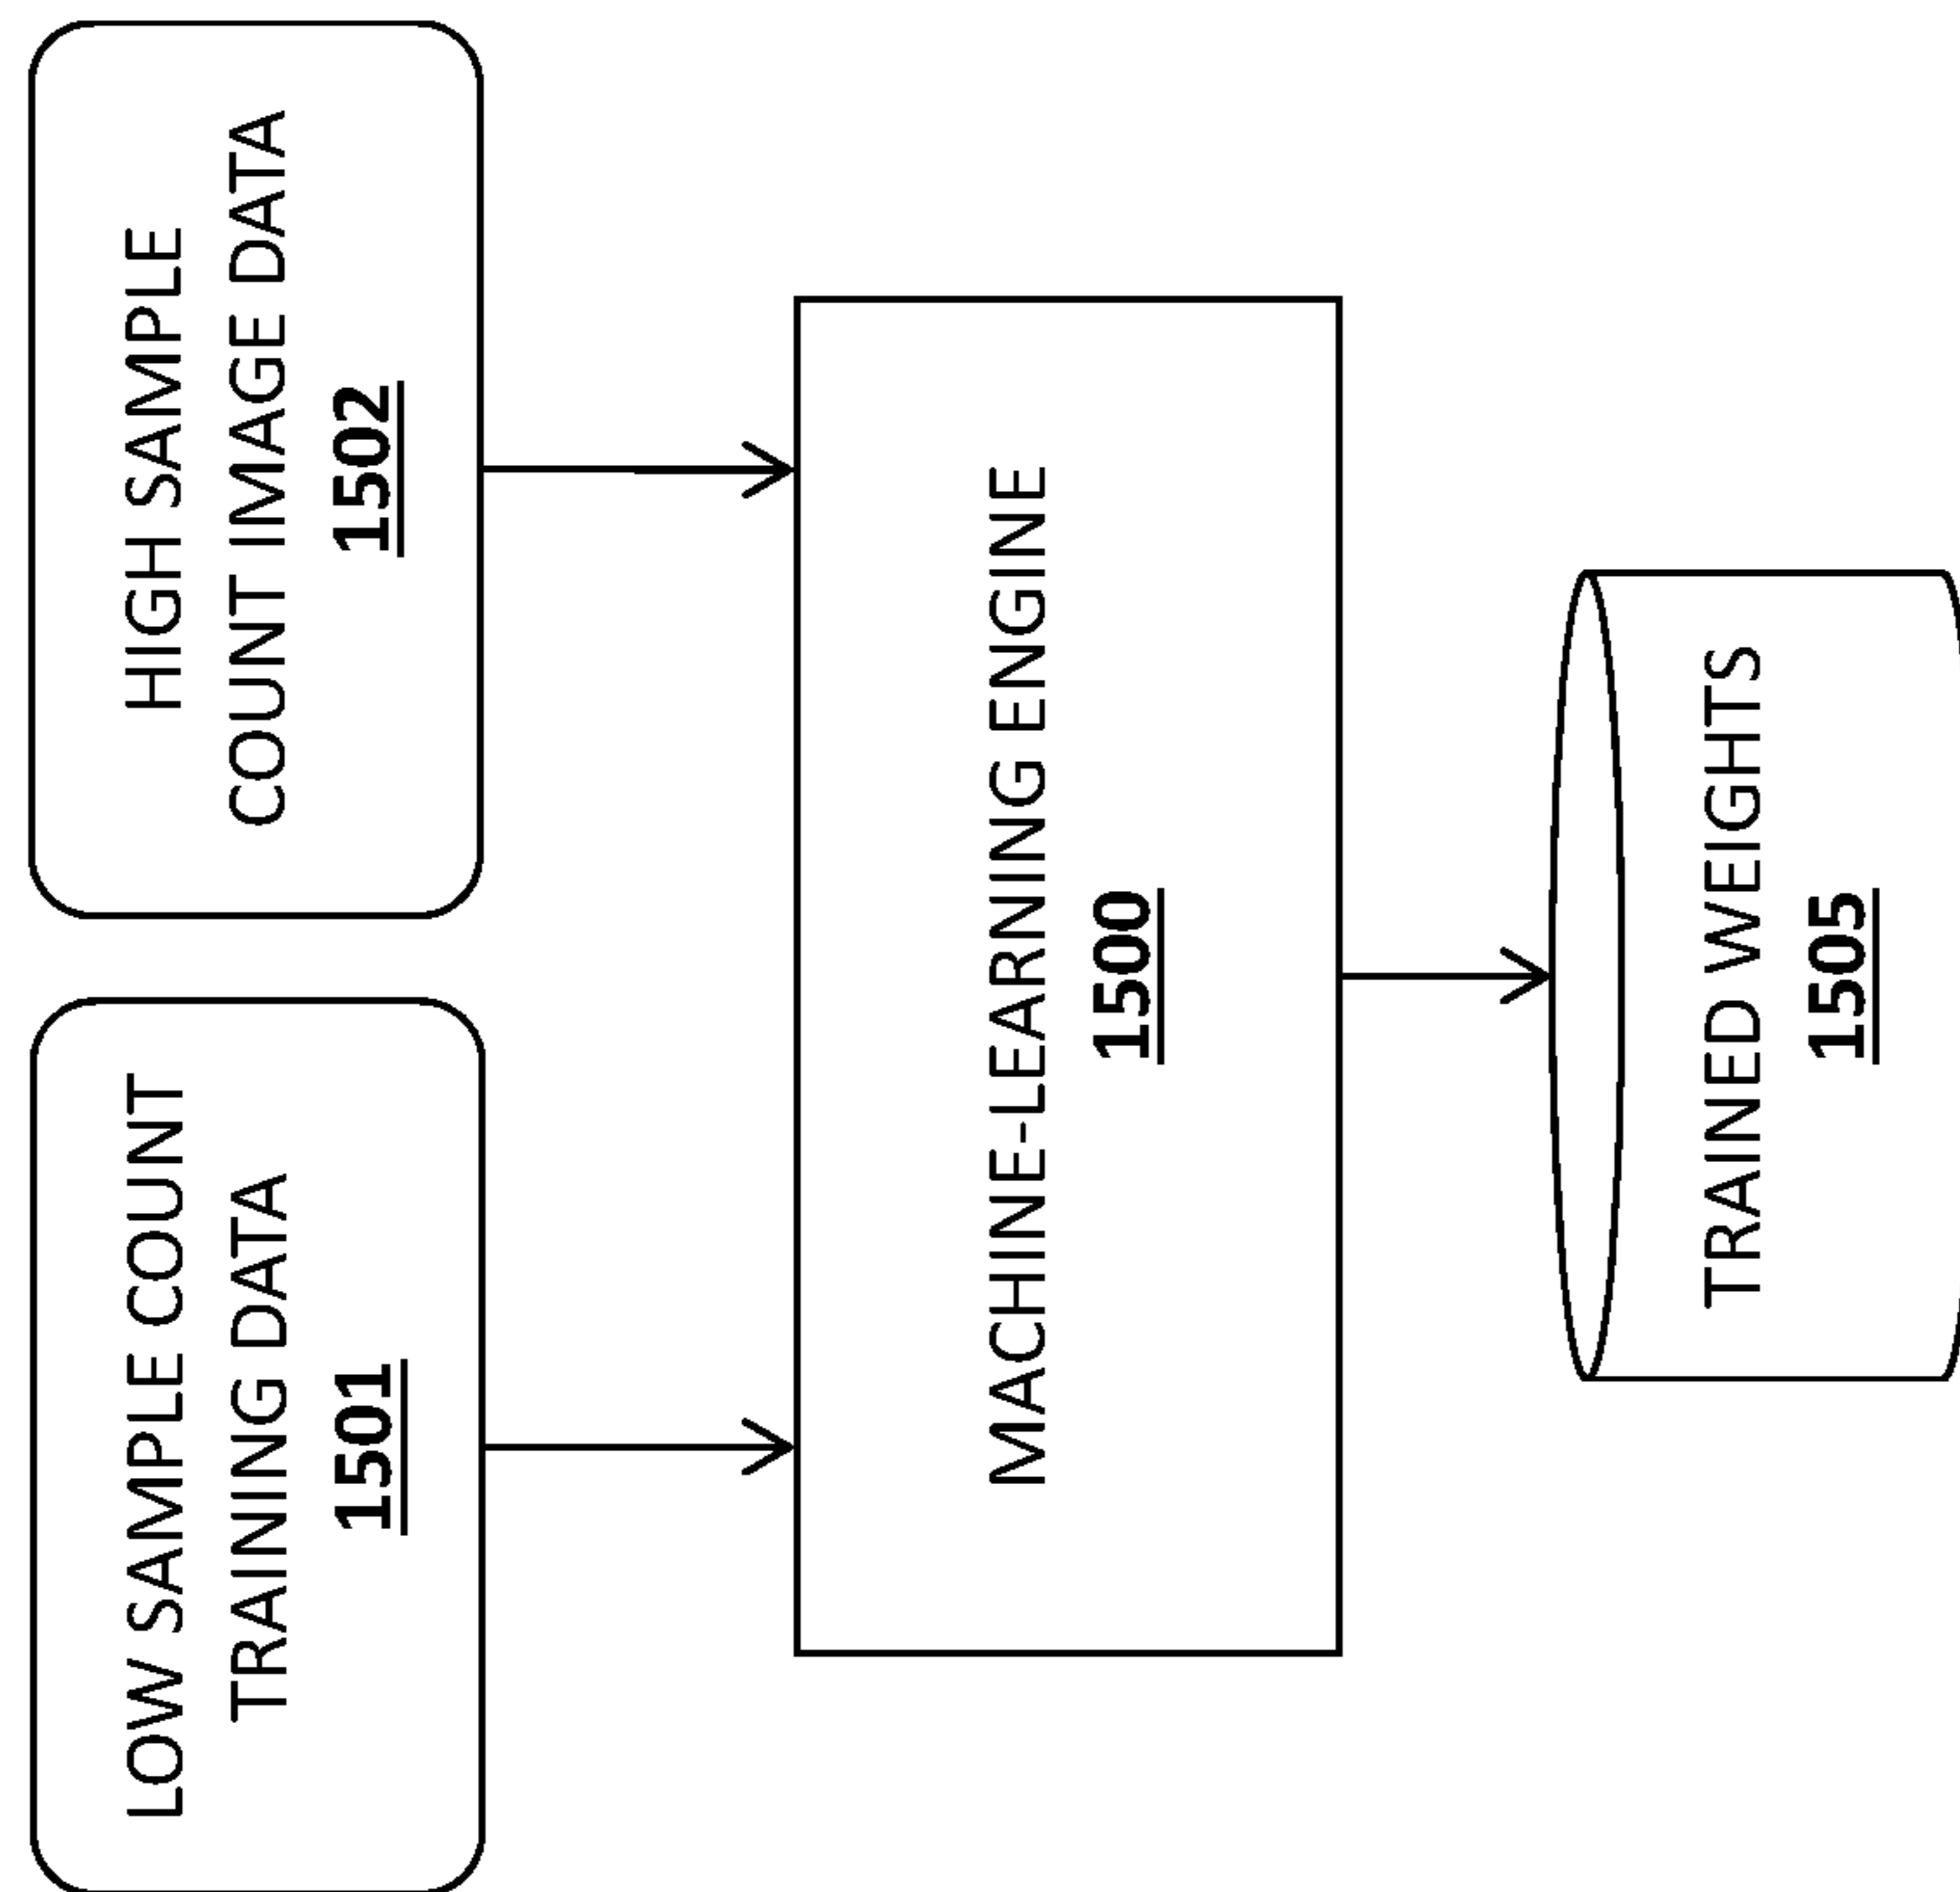 LOW SAMPLE COUNT
TRAINING DATA
1501
HIGH SAMPLE
COUNT IMAGE DATA
1502
MACHINE-LEARNING ENGINE
1500
TRAINED WEIGHTS
1505